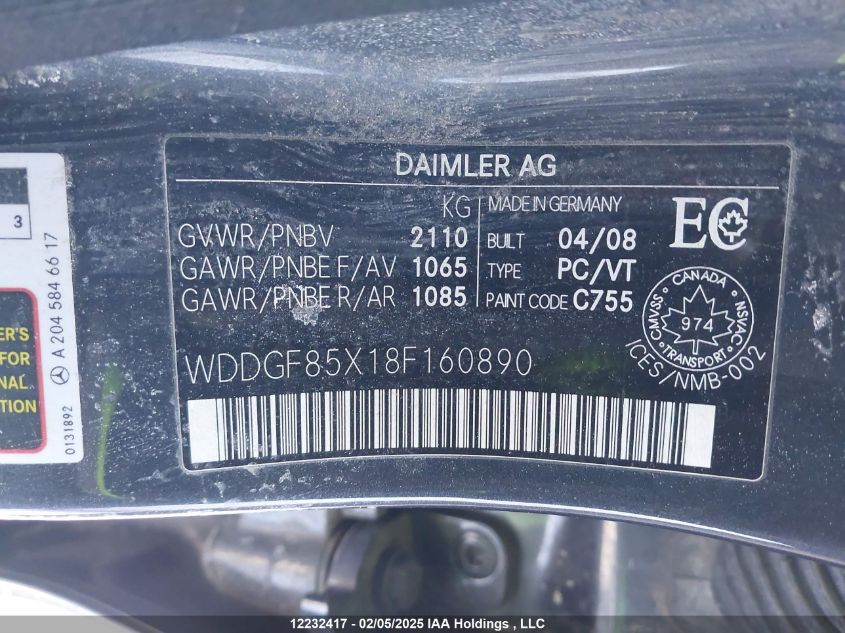 DAIMLER AG
KG
MADE IN GERMANY
GVWR/PNBV 2110
BUILT 04/08
GAWR/PNBE F/AV 1065
TYPE PC/VT
GAWR/PNBE R/AR 1085
PAINT CODE C755
EC
CANADA
SVMAC
NSVAC
974
TRANSPORT
ICES/NMB-002
WDDGF85X18F160890
3
A 204 584 66 17
0131892
ER'S
FOR
NAL
TION
12232417 - 02/05/2025 IAA Holdings , LLC